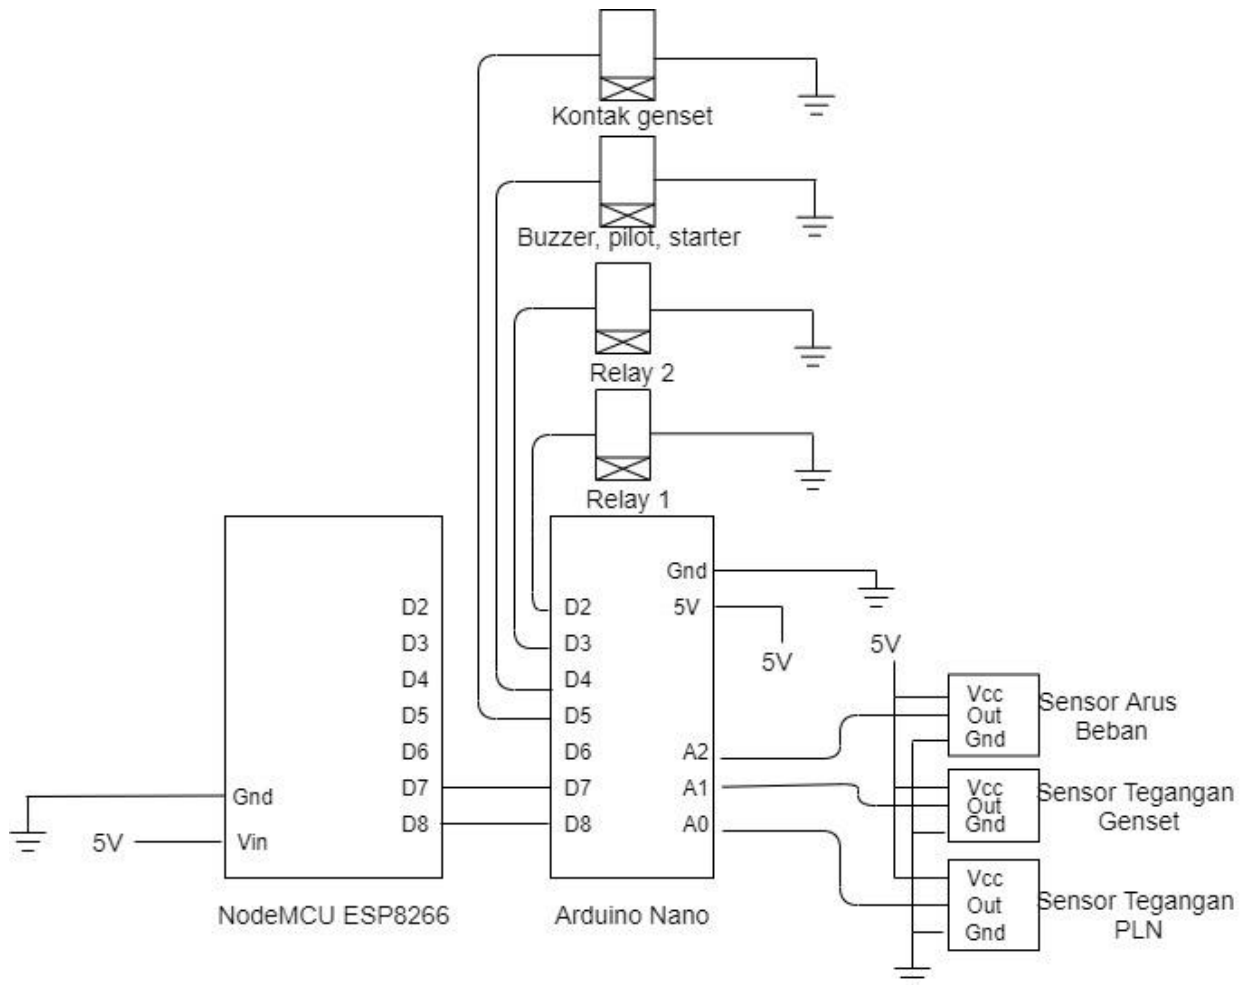 Kontak genset
Buzzer, pilot, starter
Relay 2
Relay 1
Gnd
5V
5V
D2
D3
D4
D5
D6
D7
D8
Gnd
Vin
5V
NodeMCU ESP8266
D2
D3
D4
D5
D6
D7
D8
A2
A1
A0
Arduino Nano
5V
Vcc
Out
Gnd
Sensor Arus
Beban
Vcc
Out
Gnd
Sensor Tegangan
Genset
Vcc
Out
Gnd
Sensor Tegangan
PLN